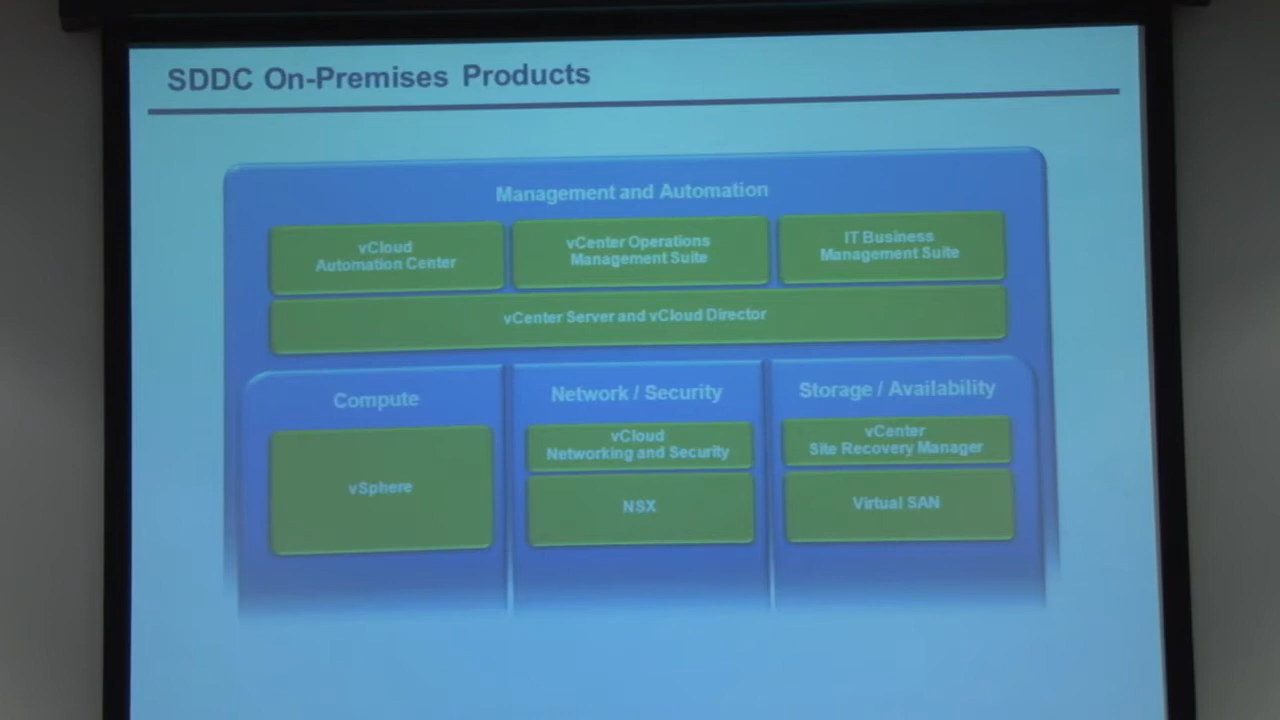 SDDC On-Premises Products
Management and Automation
vCloud
Automation Center
vCenter Operations
Management Suite
IT Business
Management Suite
vCenter Server and vCloud Director
Compute
vSphere
Network / Security
vCloud
Networking and Security
NSX
Storage / Availability
vCenter
Site Recovery Manager
Virtual SAN